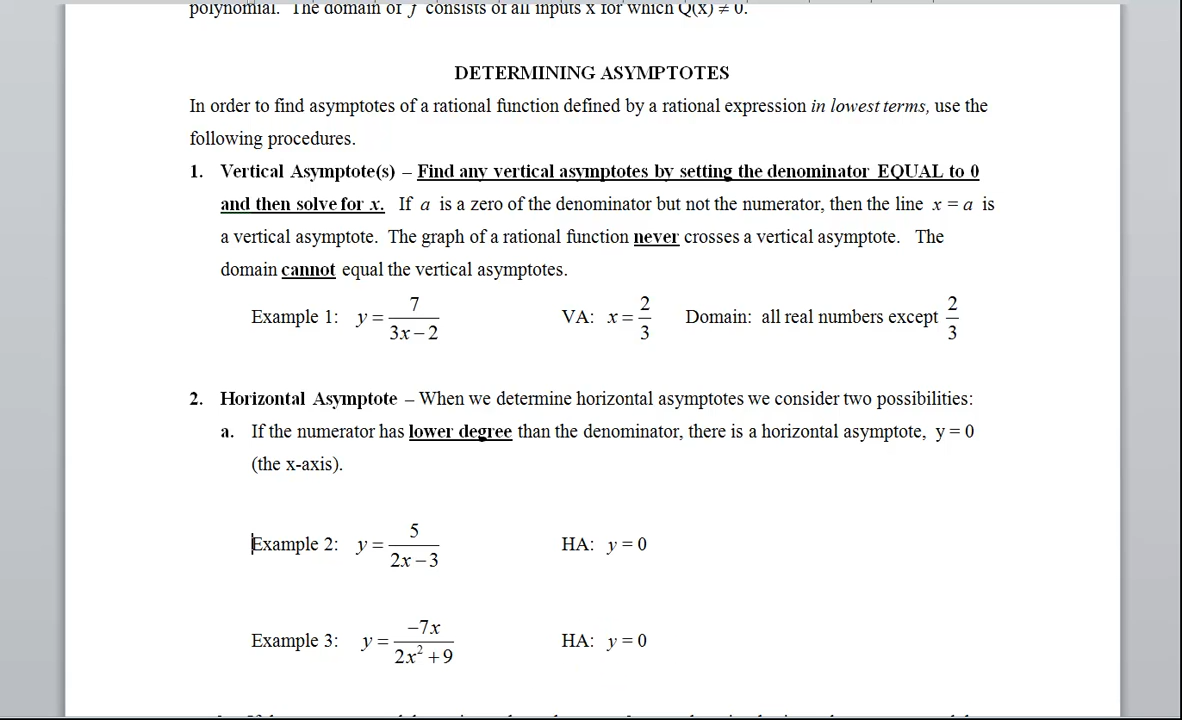 polynomial. The domain of f consists of all inputs x for which Q(x) ≠ 0.
DETERMINING ASYMPTOTES
In order to find asymptotes of a rational function defined by a rational expression in lowest terms, use the
following procedures.
1. Vertical Asymptote(s) – Find any vertical asymptotes by setting the denominator EQUAL to 0
and then solve for x. If a is a zero of the denominator but not the numerator, then the line x = a is
a vertical asymptote. The graph of a rational function never crosses a vertical asymptote. The
domain cannot equal the vertical asymptotes.
Example 1: y = 7/(3x − 2) VA: x = 2/3 Domain: all real numbers except 2/3
2. Horizontal Asymptote – When we determine horizontal asymptotes we consider two possibilities:
a. If the numerator has lower degree than the denominator, there is a horizontal asymptote, y = 0
(the x-axis).
Example 2: y = 5/(2x − 3) HA: y = 0
Example 3: y = −7x/(2x² + 9) HA: y = 0